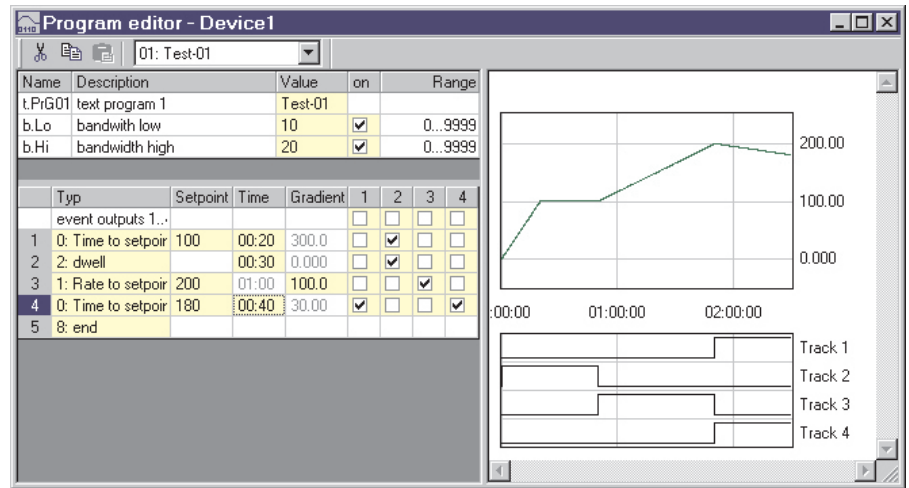 Program editor - Device1
01: Test-01
Name Description Value on Range
t.PrG01 text program 1 Test-01
b.Lo bandwith low 10 0...9999
b.Hi bandwidth high 20 0...9999
Typ Setpoint Time Gradient 1 2 3 4
event outputs 1..
1 0: Time to setpoir 100 00:20 300.0
2 2: dwell 00:30 0.000
3 1: Rate to setpoir 200 01:00 100.0
4 0: Time to setpoir 180 00:40 30.00
5 8: end
200.00
100.00
0.000
:00:00 01:00:00 02:00:00
Track 1
Track 2
Track 3
Track 4